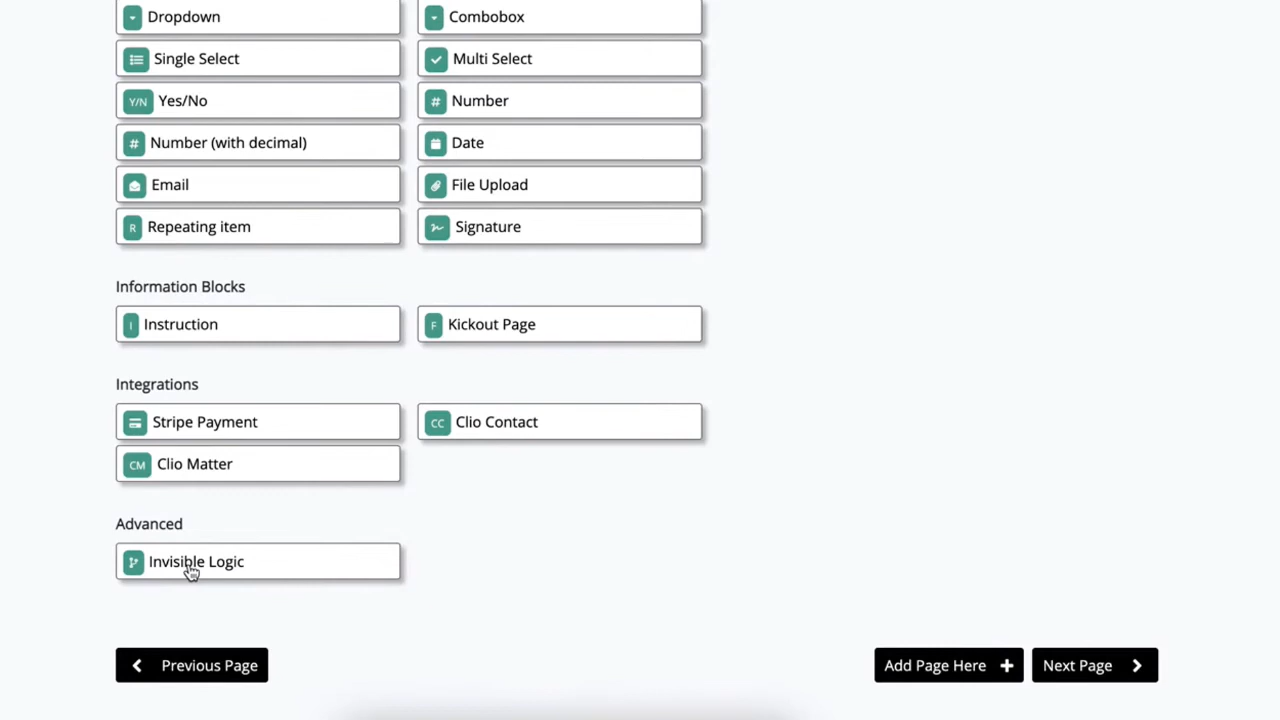 Dropdown
Combobox
Single Select
Multi Select
Y/N Yes/No
# Number
# Number (with decimal)
Date
Email
File Upload
R Repeating item
Signature
Information Blocks
I Instruction
F Kickout Page
Integrations
Stripe Payment
CC Clio Contact
CM Clio Matter
Advanced
Invisible Logic
Previous Page
Add Page Here +
Next Page